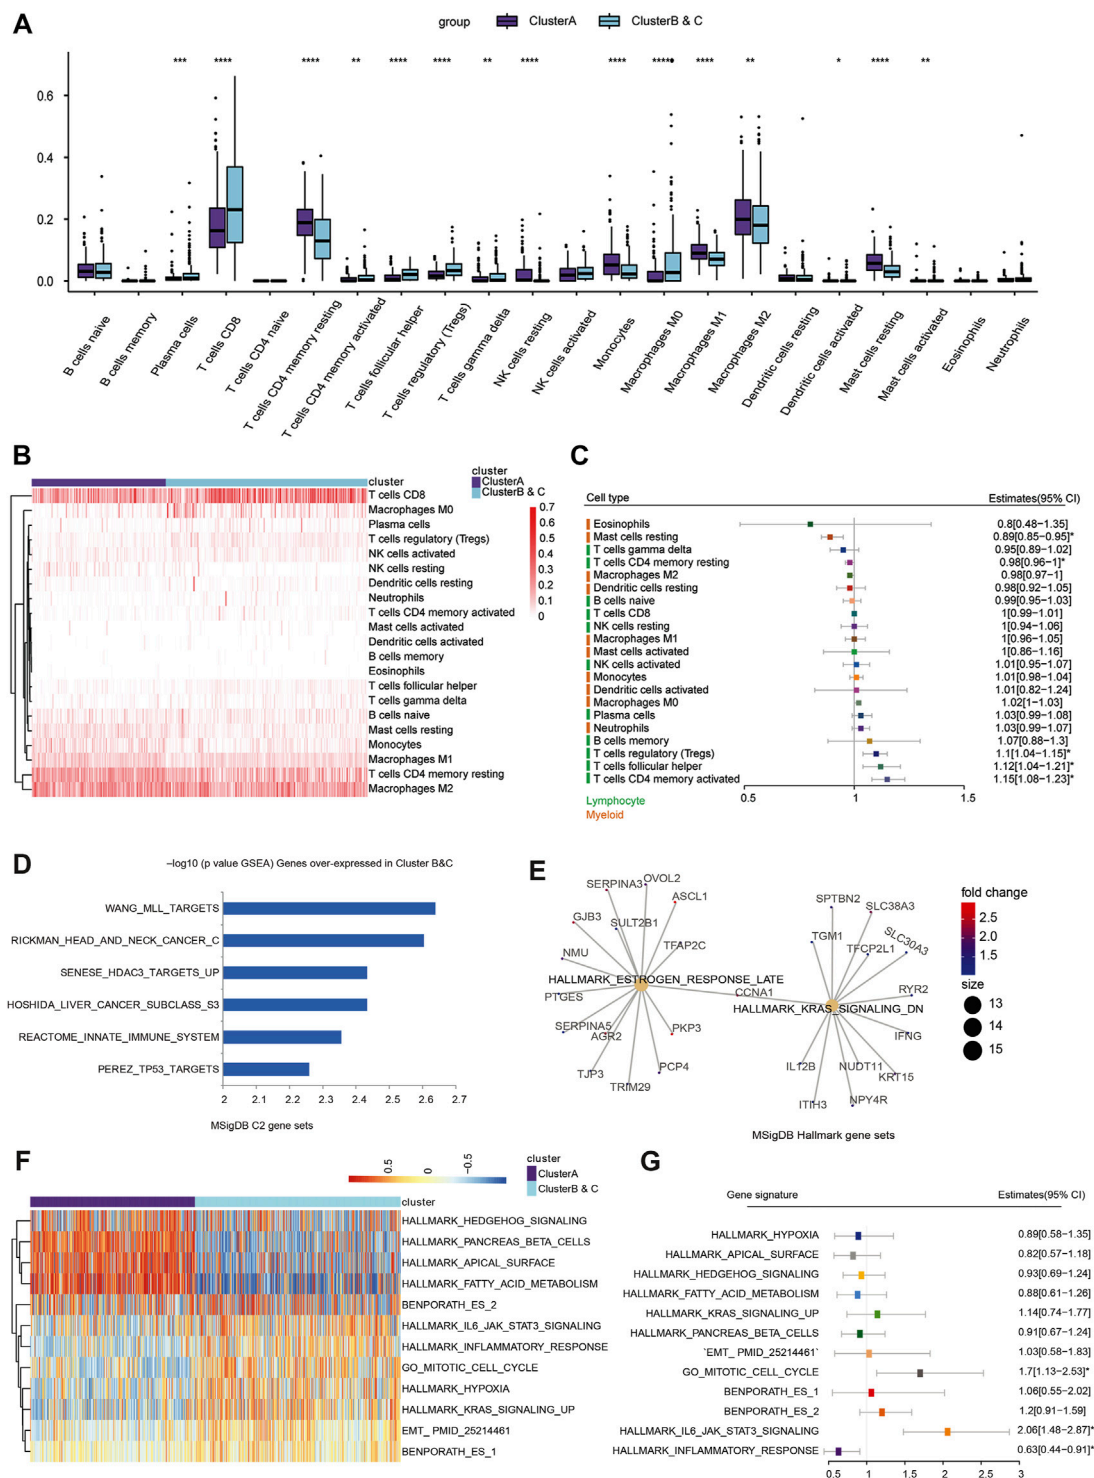 A
group ClusterA ClusterB & C
*** **** **** ** **** **** ** **** **** **** **** ** * **** **
0.6
0.4
0.2
0.0
B cells naive
B cells memory
Plasma cells
T cells CD8
T cells CD4 naive
T cells CD4 memory resting
T cells CD4 memory activated
T cells follicular helper
T cells regulatory (Tregs)
T cells gamma delta
NK cells resting
NK cells activated
Monocytes
Macrophages M0
Macrophages M1
Macrophages M2
Dendritic cells resting
Dendritic cells activated
Mast cells resting
Mast cells activated
Eosinophils
Neutrophils
B
cluster
ClusterA
ClusterB & C
0.7
0.6
0.5
0.4
0.3
0.2
0.1
0
cluster
T cells CD8
Macrophages M0
Plasma cells
T cells regulatory (Tregs)
NK cells activated
NK cells resting
Dendritic cells resting
Neutrophils
T cells CD4 memory activated
Mast cells activated
Dendritic cells activated
B cells memory
Eosinophils
T cells follicular helper
T cells gamma delta
B cells naive
Mast cells resting
Monocytes
Macrophages M1
T cells CD4 memory resting
Macrophages M2
C
Cell type Estimates(95% CI)
Eosinophils 0.8[0.48−1.35]
Mast cells resting 0.89[0.85−0.95]*
T cells gamma delta 0.95[0.89−1.02]
T cells CD4 memory resting 0.98[0.96−1]*
Macrophages M2 0.98[0.97−1]
Dendritic cells resting 0.98[0.92−1.05]
B cells naive 0.99[0.95−1.03]
T cells CD8 1[0.99−1.01]
NK cells resting 1[0.94−1.06]
Macrophages M1 1[0.96−1.05]
Mast cells activated 1[0.86−1.16]
NK cells activated 1.01[0.95−1.07]
Monocytes 1.01[0.98−1.04]
Dendritic cells activated 1.01[0.82−1.24]
Macrophages M0 1.02[1−1.03]
Plasma cells 1.03[0.99−1.08]
Neutrophils 1.03[0.99−1.07]
B cells memory 1.07[0.88−1.3]
T cells regulatory (Tregs) 1.1[1.04−1.15]*
T cells follicular helper 1.12[1.04−1.21]*
T cells CD4 memory activated 1.15[1.08−1.23]*
0.5 1 1.5
Lymphocyte
Myeloid
D
−log10 (p value GSEA) Genes over-expressed in Cluster B&C
WANG_MLL_TARGETS
RICKMAN_HEAD_AND_NECK_CANCER_C
SENESE_HDAC3_TARGETS_UP
HOSHIDA_LIVER_CANCER_SUBCLASS_S3
REACTOME_INNATE_IMMUNE_SYSTEM
PEREZ_TP53_TARGETS
2 2.1 2.2 2.3 2.4 2.5 2.6 2.7
MSigDB C2 gene sets
E
SERPINA3
OVOL2
ASCL1
GJB3
SULT2B1
TFAP2C
NMU
HALLMARK_ESTROGEN_RESPONSE_LATE
PTGES
CCNA1
SERPINA5
AGR2
PKP3
TJP3
PCP4
TRIM29
SPTBN2
SLC38A3
TGM1
TFCP2L1
SLC30A3
RYR2
HALLMARK_KRAS_SIGNALING_DN
IFNG
IL12B
NUDT11
KRT15
ITIH3
NPY4R
fold change
2.5
2.0
1.5
size
13
14
15
MSigDB Hallmark gene sets
F
0.5 0 −0.5
cluster
ClusterA
ClusterB & C
cluster
HALLMARK_HEDGEHOG_SIGNALING
HALLMARK_PANCREAS_BETA_CELLS
HALLMARK_APICAL_SURFACE
HALLMARK_FATTY_ACID_METABOLISM
BENPORATH_ES_2
HALLMARK_IL6_JAK_STAT3_SIGNALING
HALLMARK_INFLAMMATORY_RESPONSE
GO_MITOTIC_CELL_CYCLE
HALLMARK_HYPOXIA
HALLMARK_KRAS_SIGNALING_UP
EMT_ PMID_25214461
BENPORATH_ES_1
G
Gene signature Estimates(95% CI)
HALLMARK_HYPOXIA 0.89[0.58−1.35]
HALLMARK_APICAL_SURFACE 0.82[0.57−1.18]
HALLMARK_HEDGEHOG_SIGNALING 0.93[0.69−1.24]
HALLMARK_FATTY_ACID_METABOLISM 0.88[0.61−1.26]
HALLMARK_KRAS_SIGNALING_UP 1.14[0.74−1.77]
HALLMARK_PANCREAS_BETA_CELLS 0.91[0.67−1.24]
`EMT_ PMID_25214461` 1.03[0.58−1.83]
GO_MITOTIC_CELL_CYCLE 1.7[1.13−2.53]*
BENPORATH_ES_1 1.06[0.55−2.02]
BENPORATH_ES_2 1.2[0.91−1.59]
HALLMARK_IL6_JAK_STAT3_SIGNALING 2.06[1.48−2.87]*
HALLMARK_INFLAMMATORY_RESPONSE 0.63[0.44−0.91]*
0.5 1 1.5 2 2.5 3